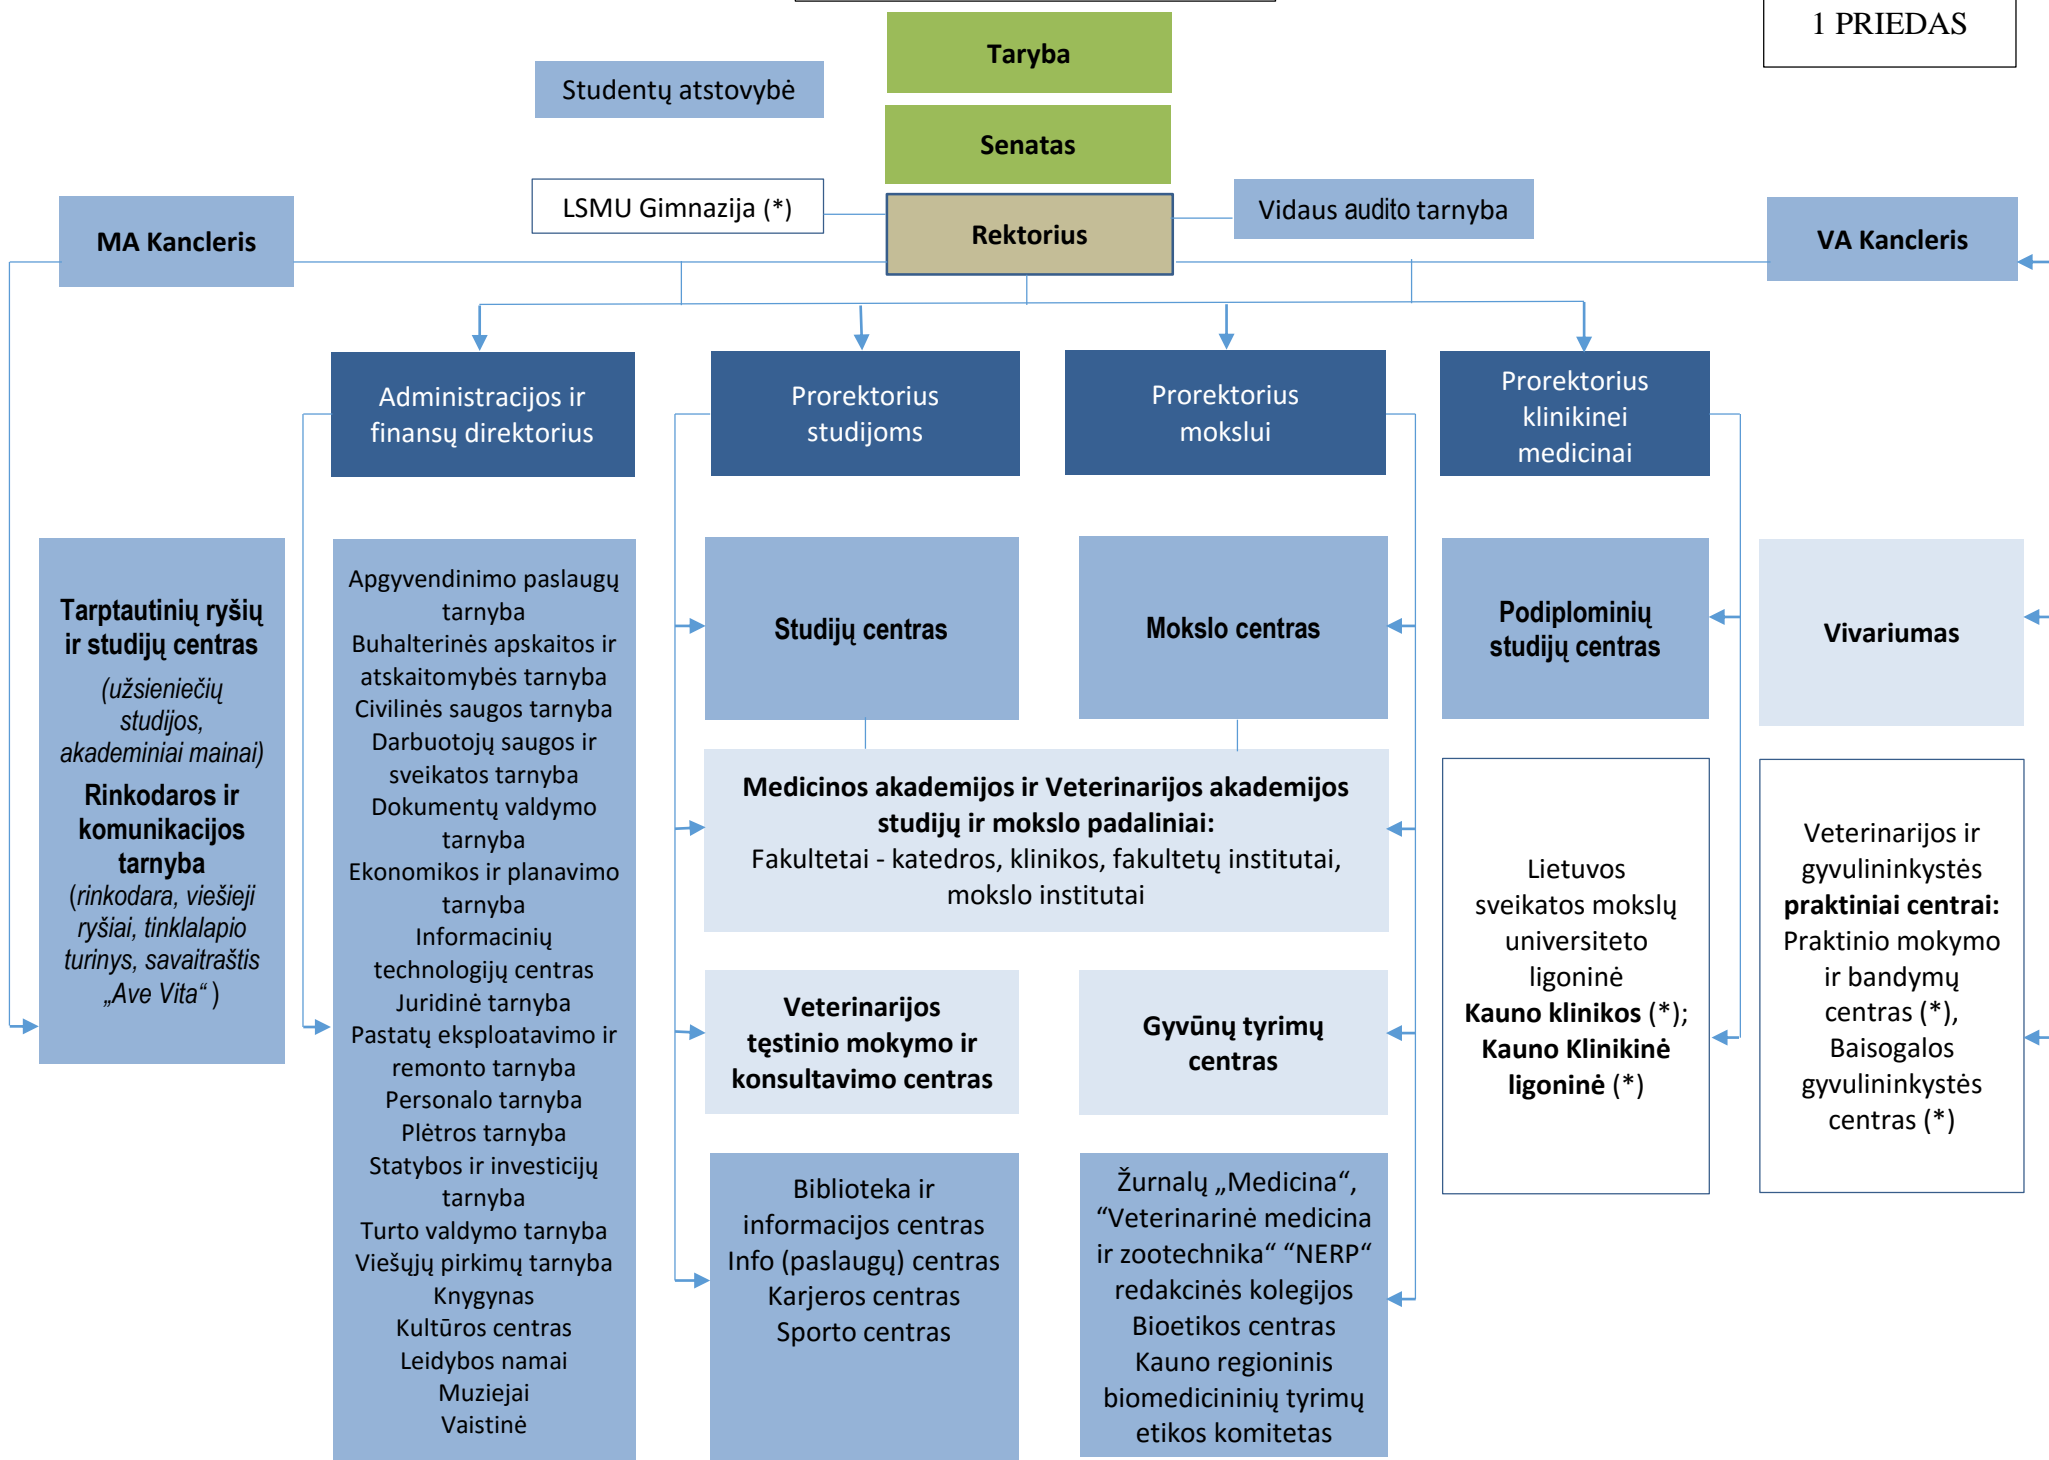 1 PRIEDAS
Taryba
Studentų atstovybė
Senatas
LSMU Gimnazija (*)
Vidaus audito tarnyba
MA Kancleris
Rektorius
VA Kancleris
Administracijos ir
finansų direktorius
Prorektorius
studijoms
Prorektorius
mokslui
Prorektorius
klinikinei
medicinai
Tarptautinių ryšių
ir studijų centras
(užsieniečių
studijos,
akademiniai mainai)
Rinkodaros ir
komunikacijos
tarnyba
(rinkodara, viešieji
ryšiai, tinklalapio
turinys, savaitraštis
„Ave Vita“ )
Apgyvendinimo paslaugų
tarnyba
Buhalterinės apskaitos ir
atskaitomybės tarnyba
Civilinės saugos tarnyba
Darbuotojų saugos ir
sveikatos tarnyba
Dokumentų valdymo
tarnyba
Ekonomikos ir planavimo
tarnyba
Informacinių
technologijų centras
Juridinė tarnyba
Pastatų eksploatavimo ir
remonto tarnyba
Personalo tarnyba
Plėtros tarnyba
Statybos ir investicijų
tarnyba
Turto valdymo tarnyba
Viešųjų pirkimų tarnyba
Knygynas
Kultūros centras
Leidybos namai
Muziejai
Vaistinė
Studijų centras
Mokslo centras
Podiplominių
studijų centras
Vivariumas
Medicinos akademijos ir Veterinarijos akademijos
studijų ir mokslo padaliniai:
Fakultetai - katedros, klinikos, fakultetų institutai,
mokslo institutai
Veterinarijos
tęstinio mokymo ir
konsultavimo centras
Gyvūnų tyrimų
centras
Lietuvos
sveikatos mokslų
universiteto
ligoninė
Kauno klinikos (*);
Kauno Klinikinė
ligoninė (*)
Veterinarijos ir
gyvulininkystės
praktiniai centrai:
Praktinio mokymo
ir bandymų
centras (*),
Baisogalos
gyvulininkystės
centras (*)
Biblioteka ir
informacijos centras
Info (paslaugų) centras
Karjeros centras
Sporto centras
Žurnalų „Medicina“,
“Veterinarinė medicina
ir zootechnika“ “NERP“
redakcinės kolegijos
Bioetikos centras
Kauno regioninis
biomedicininių tyrimų
etikos komitetas